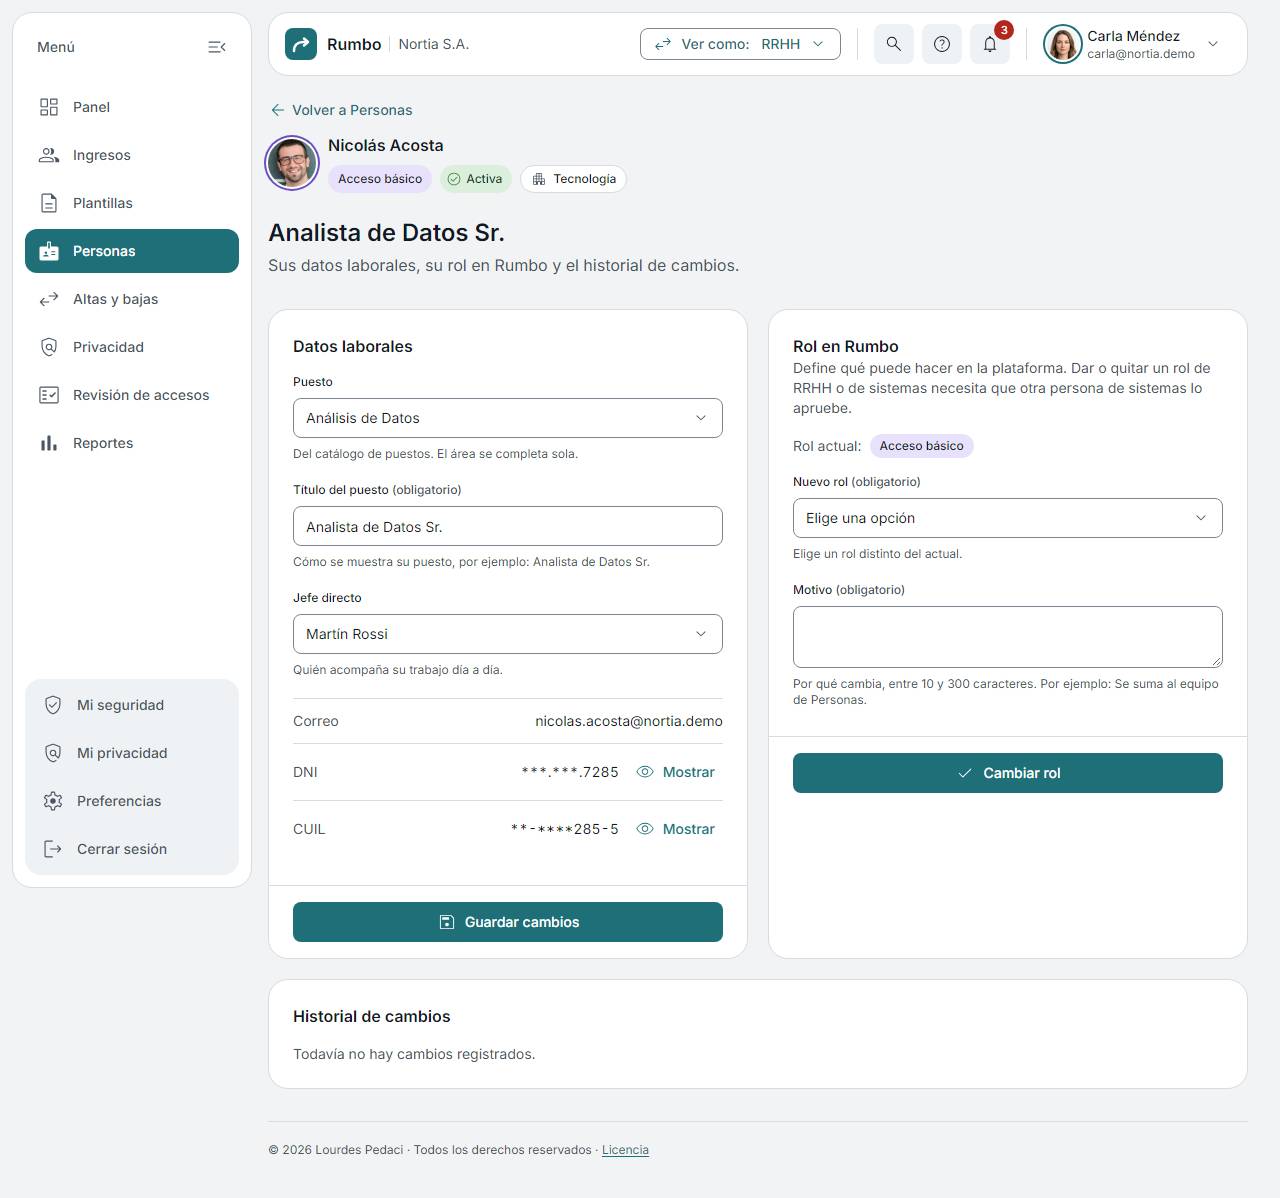 Menú
Panel
Ingresos
Plantillas
Personas
Altas y bajas
Privacidad
Revisión de accesos
Reportes
Mi seguridad
Mi privacidad
Preferencias
Cerrar sesión
Rumbo
Nortia S.A.
Ver como: RRHH
3
Carla Méndez
carla@nortia.demo
Volver a Personas
Nicolás Acosta
Acceso básico
Activa
Tecnología
Analista de Datos Sr.
Sus datos laborales, su rol en Rumbo y el historial de cambios.
Datos laborales
Puesto
Análisis de Datos
Del catálogo de puestos. El área se completa sola.
Título del puesto (obligatorio)
Analista de Datos Sr.
Cómo se muestra su puesto, por ejemplo: Analista de Datos Sr.
Jefe directo
Martín Rossi
Quién acompaña su trabajo día a día.
Correo nicolas.acosta@nortia.demo
DNI ***.***.7285 Mostrar
CUIL **-****285-5 Mostrar
Guardar cambios
Rol en Rumbo
Define qué puede hacer en la plataforma. Dar o quitar un rol de
RRHH o de sistemas necesita que otra persona de sistemas lo
apruebe.
Rol actual: Acceso básico
Nuevo rol (obligatorio)
Elige una opción
Elige un rol distinto del actual.
Motivo (obligatorio)
Por qué cambia, entre 10 y 300 caracteres. Por ejemplo: Se suma al equipo
de Personas.
Cambiar rol
Historial de cambios
Todavía no hay cambios registrados.
© 2026 Lourdes Pedaci · Todos los derechos reservados · Licencia